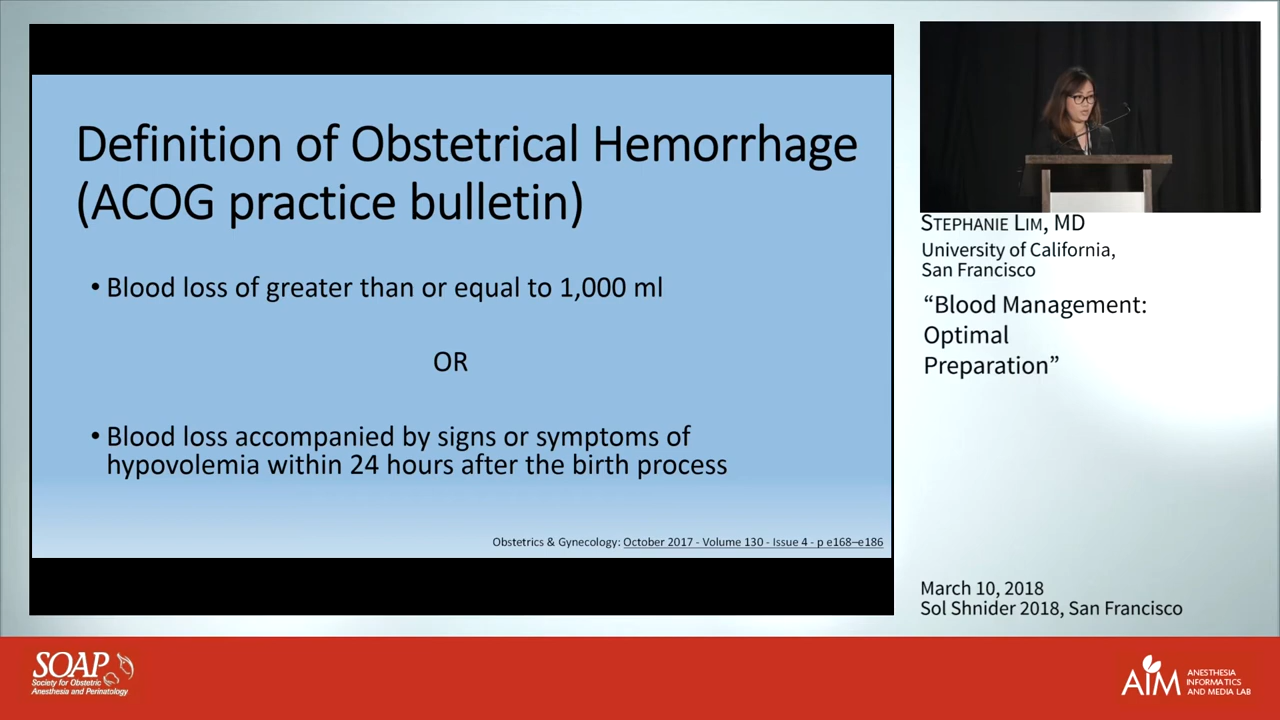 Definition of Obstetrical Hemorrhage
(ACOG practice bulletin)
• Blood loss of greater than or equal to 1,000 ml
OR
• Blood loss accompanied by signs or symptoms of
hypovolemia within 24 hours after the birth process
Obstetrics & Gynecology: October 2017 - Volume 130 - Issue 4 - p e168–e186
STEPHANIE LIM, MD
University of California,
San Francisco
“Blood Management:
Optimal
Preparation”
March 10, 2018
Sol Shnider 2018, San Francisco
SOAP
Society for Obstetric
Anesthesia and Perinatology
AIM
ANESTHESIA
INFORMATICS
AND MEDIA LAB